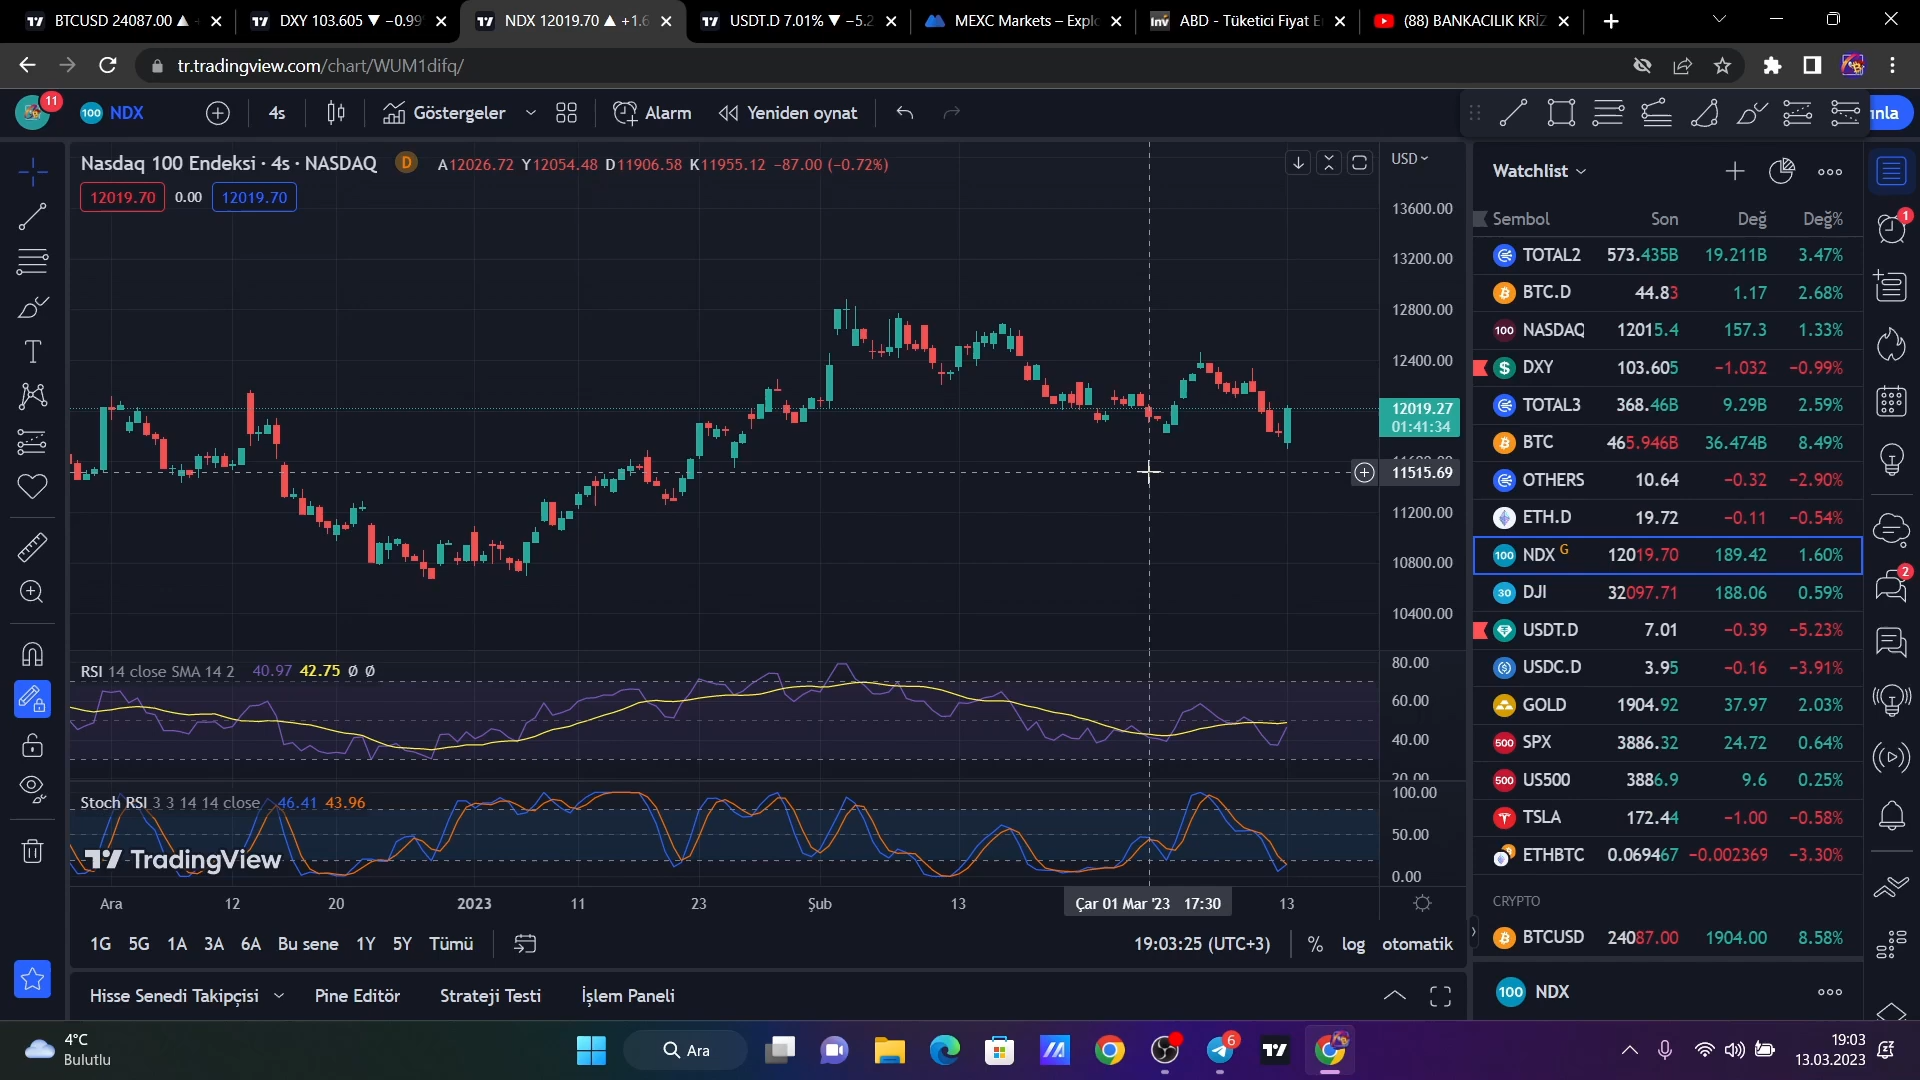 BTCUSD 24087.00 ▲
DXY 103.605 ▼ −0.99%
NDX 12019.70 ▲ +1.6
USDT.D 7.01% ▼ −5.2
MEXC Markets – Explo
ABD - Tüketici Fiyat E
(88) BANKACILIK KRİZ
tr.tradingview.com/chart/WUM1difq/
11
100 NDX
4s
Göstergeler
Alarm
Yeniden oynat
ınla
Nasdaq 100 Endeksi · 4s · NASDAQ D A12026.72 Y12054.48 D11906.58 K11955.12 −87.00 (−0.72%)
12019.70 0.00 12019.70
USD
13600.00
13200.00
12800.00
12400.00
12019.27
01:41:34
11515.69
11200.00
10800.00
10400.00
RSI 14 close SMA 14 2 40.97 42.75 Ø Ø
80.00
60.00
40.00
20.00
Stoch RSI 3 3 14 14 close 46.41 43.96
100.00
50.00
0.00
TradingView
Ara 12 20 2023 11 23 Şub 13 Çar 01 Mar '23 17:30 13
1G 5G 1A 3A 6A Bu sene 1Y 5Y Tümü
19:03:25 (UTC+3) % log otomatik
Hisse Senedi Takipçisi Pine Editör Strateji Testi İşlem Paneli
Watchlist
Sembol Son Değ Değ%
TOTAL2 573.435B 19.211B 3.47%
BTC.D 44.83 1.17 2.68%
100 NASDAQ 12015.4 157.3 1.33%
DXY 103.605 −1.032 −0.99%
TOTAL3 368.46B 9.29B 2.59%
BTC 465.946B 36.474B 8.49%
OTHERS 10.64 −0.32 −2.90%
ETH.D 19.72 −0.11 −0.54%
100 NDX G 12019.70 189.42 1.60%
30 DJI 32097.71 188.06 0.59%
USDT.D 7.01 −0.39 −5.23%
USDC.D 3.95 −0.16 −3.91%
GOLD 1904.92 37.97 2.03%
500 SPX 3886.32 24.72 0.64%
500 US500 3886.9 9.6 0.25%
TSLA 172.44 −1.00 −0.58%
ETHBTC 0.069467 −0.002369 −3.30%
CRYPTO
BTCUSD 24087.00 1904.00 8.58%
100 NDX
1
2
4°C
Bulutlu
Ara
6
19:03
13.03.2023